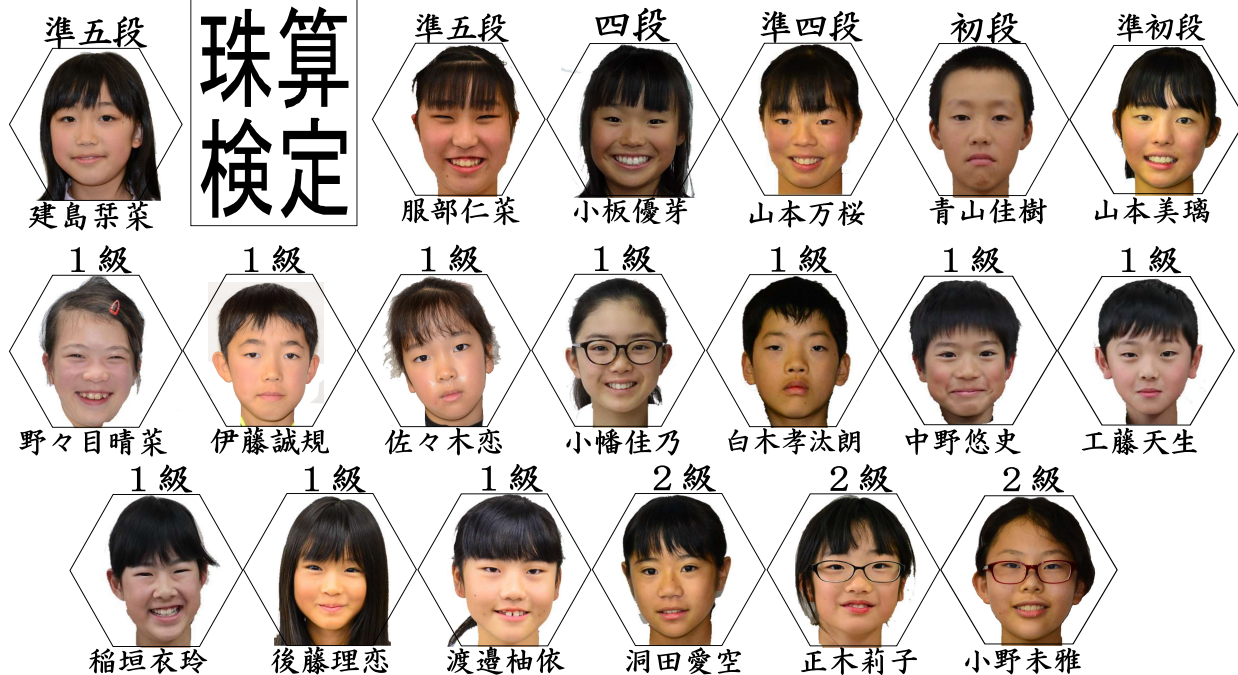 準五段
珠算
検定
準五段
四段
準四段
初段
準初段
建島栞菜
服部仁菜
小板優芽
山本万桜
青山佳樹
山本美璃
1級
1級
1級
1級
1級
1級
1級
野々目晴菜
伊藤誠規
佐々木恋
小幡佳乃
白木孝汰朗
中野悠史
工藤天生
1級
1級
1級
2級
2級
2級
稲垣衣玲
後藤理恋
渡邉柚依
洞田愛空
正木莉子
小野未雅